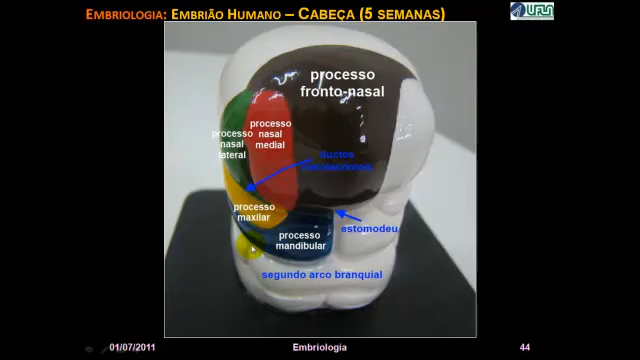 EMBRIOLOGIA: EMBRIÃO HUMANO – CABEÇA (5 SEMANAS)
UFLA
processo
fronto-nasal
processo
nasal
medial
processo
nasal
lateral
ductos
processo
maxilar
estomodeu
processo
mandibular
segundo arco branquial
01/07/2011
Embriologia
44